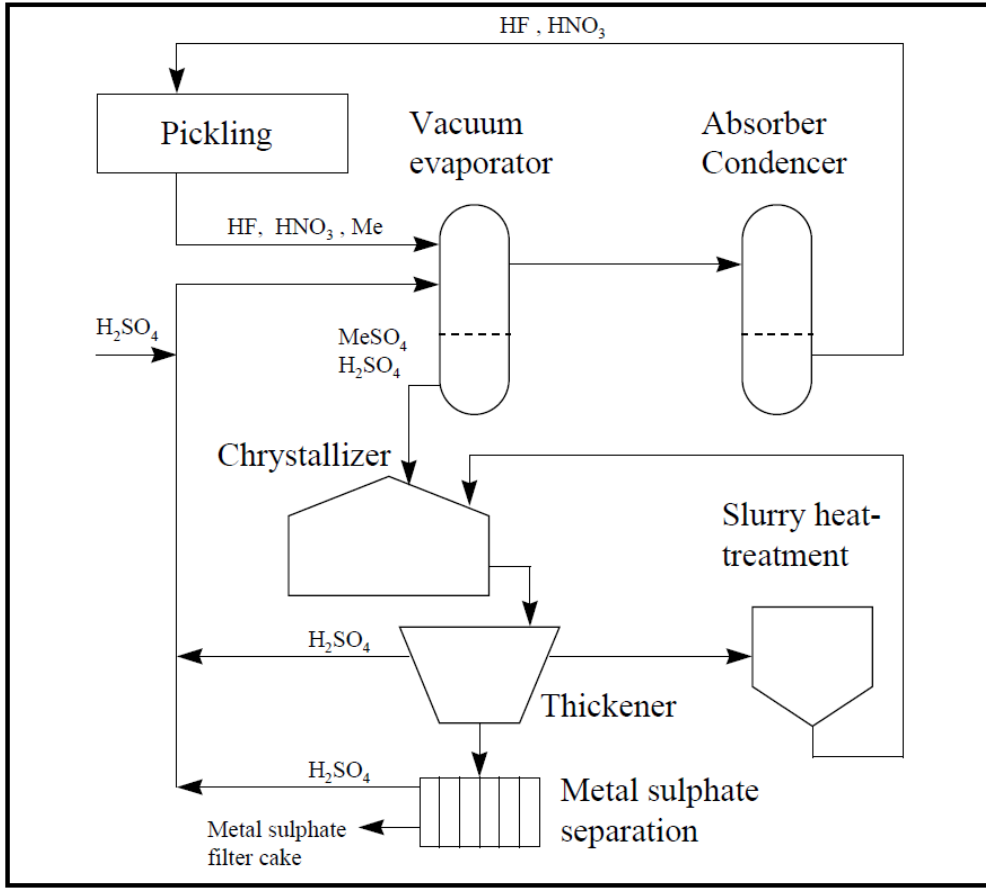 HF , HNO₃
Pickling
Vacuum
evaporator
Absorber
Condencer
HF, HNO₃ , Me
H₂SO₄
MeSO₄
H₂SO₄
Chrystallizer
Slurry heat-
treatment
H₂SO₄
Thickener
H₂SO₄
Metal sulphate
separation
Metal sulphate
filter cake